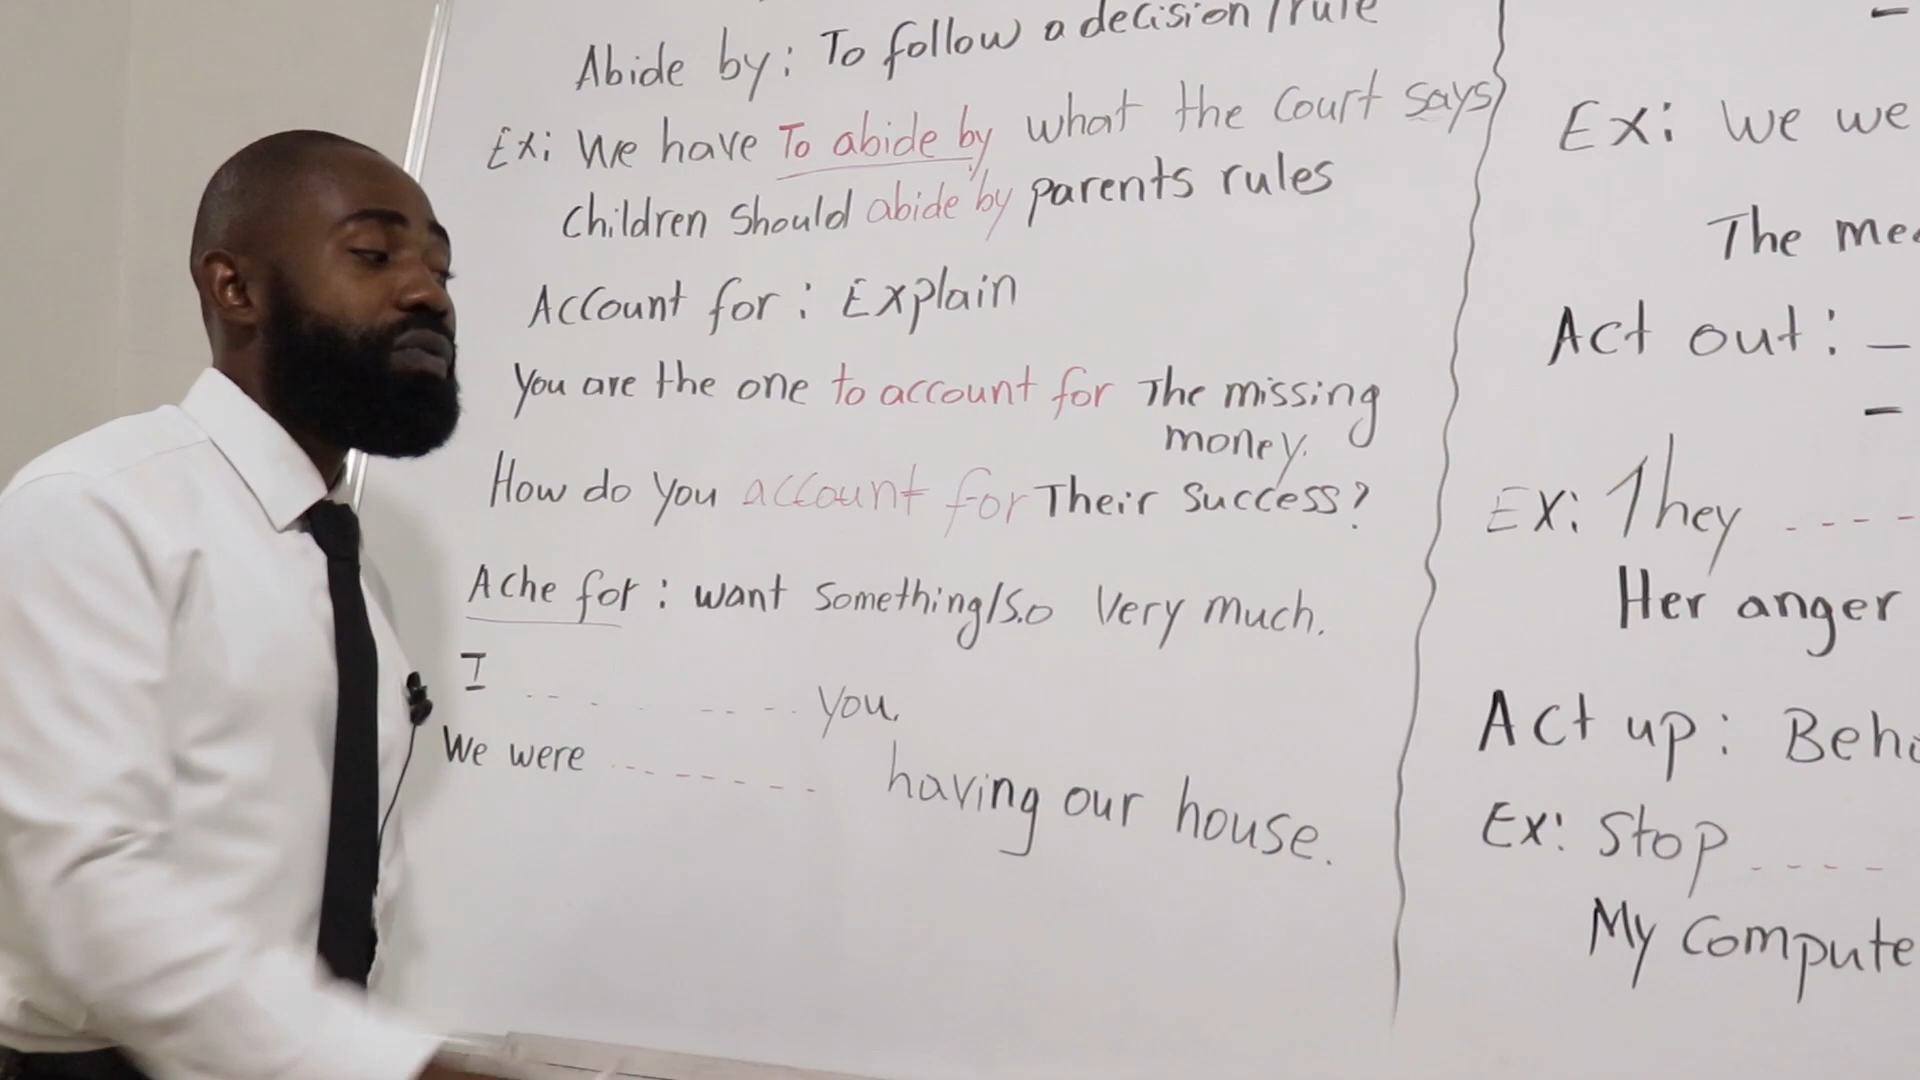 Abide by: To follow a decision/rule
Ex: We have To abide by what the Court says
Children Should abide by parents rules
Account for: Explain
You are the one to account for The missing
money.
How do you account for Their success?
Ache for: want something/s.o Very much.
I .. . . .. - - - - you.
We were - - - - - - - having our house.
Ex: We we
The
Act out: -
-
Ex: They - - - -
Her anger
Act up:
Ex: Stop - - - -
My